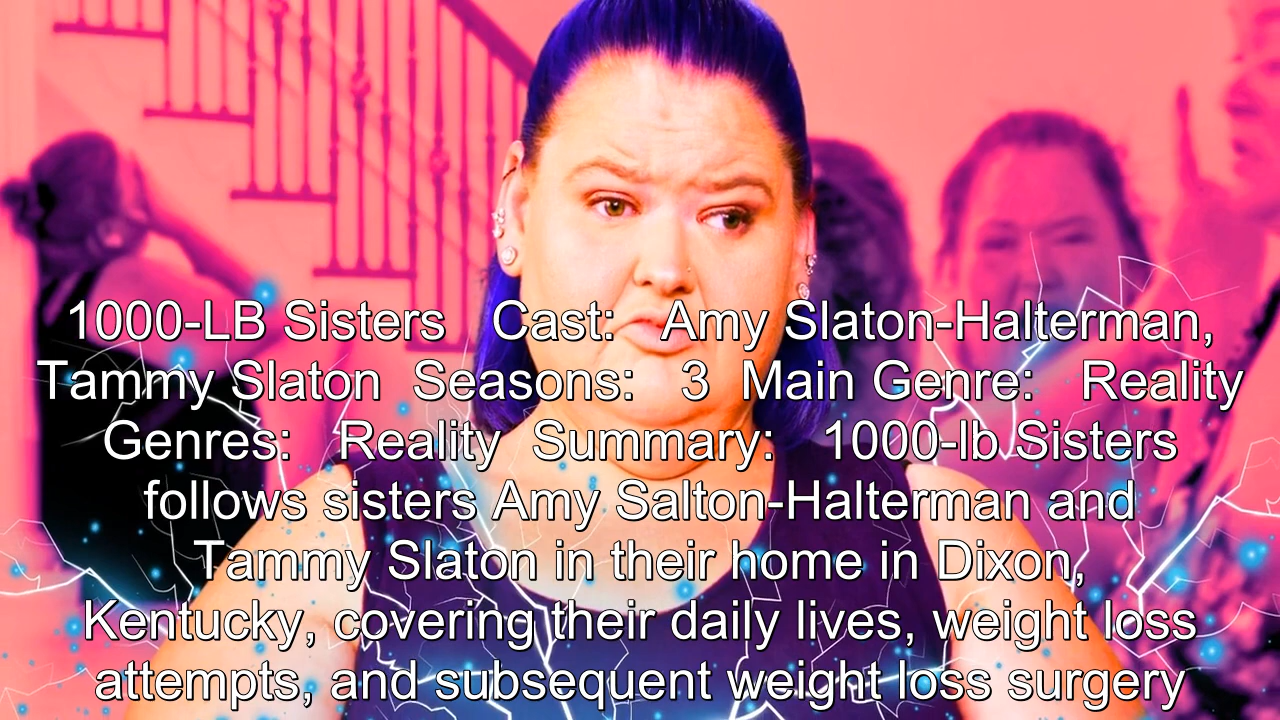 1000-LB Sisters   Cast:   Amy Slaton-Halterman,
Tammy Slaton  Seasons:   3  Main Genre:   Reality
Genres:   Reality  Summary:   1000-lb Sisters
follows sisters Amy Salton-Halterman and
Tammy Slaton in their home in Dixon,
Kentucky, covering their daily lives, weight loss
attempts, and subsequent weight loss surgery